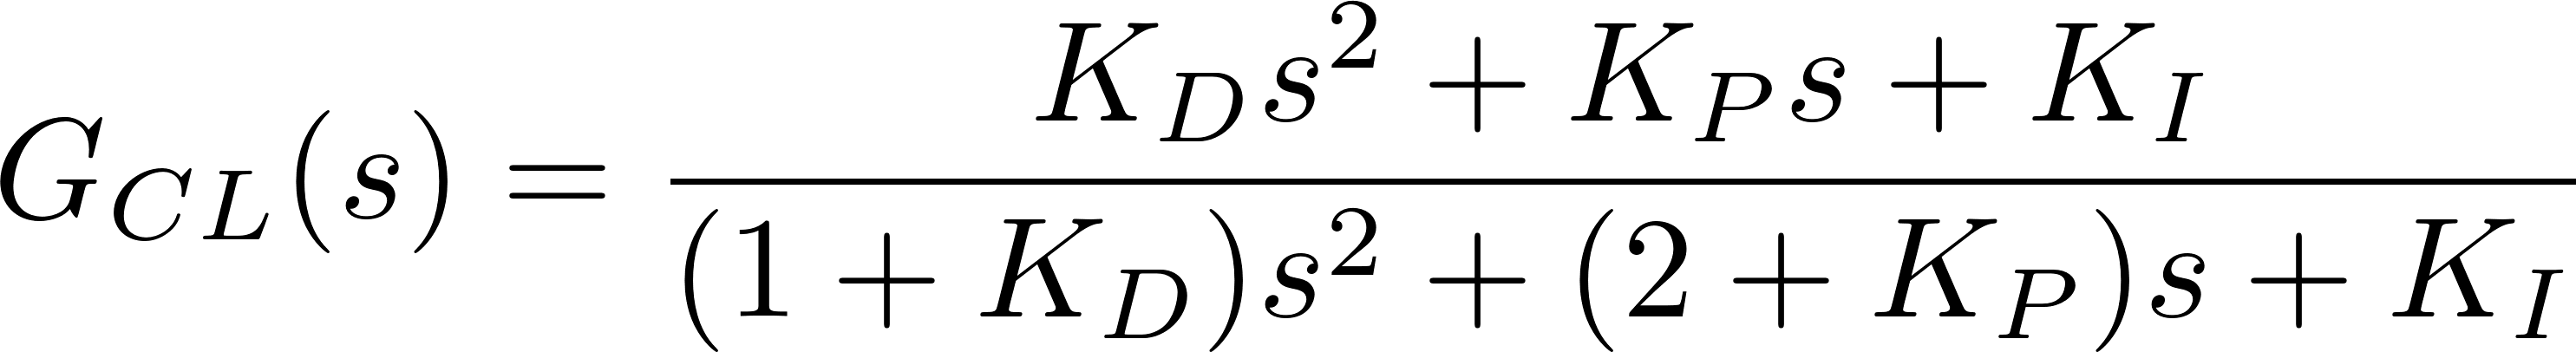 G_{CL}(s) = \frac{K_D s^2 + K_P s + K_I}{(1 + K_D)s^2 + (2 + K_P)s + K_I}